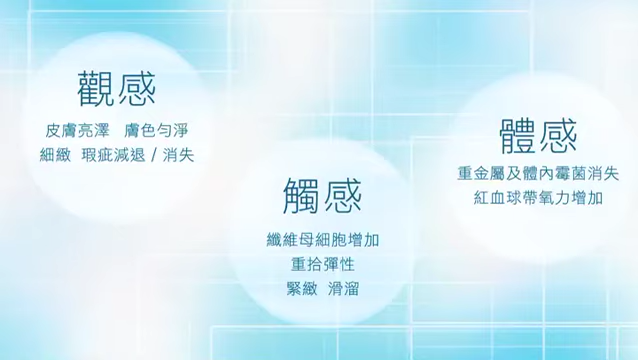 觀感
皮膚亮澤 膚色勻淨
細緻 瑕疵減退 / 消失
觸感
纖維母細胞增加
重拾彈性
緊緻 滑溜
體感
重金屬及體內霉菌消失
紅血球帶氧力增加